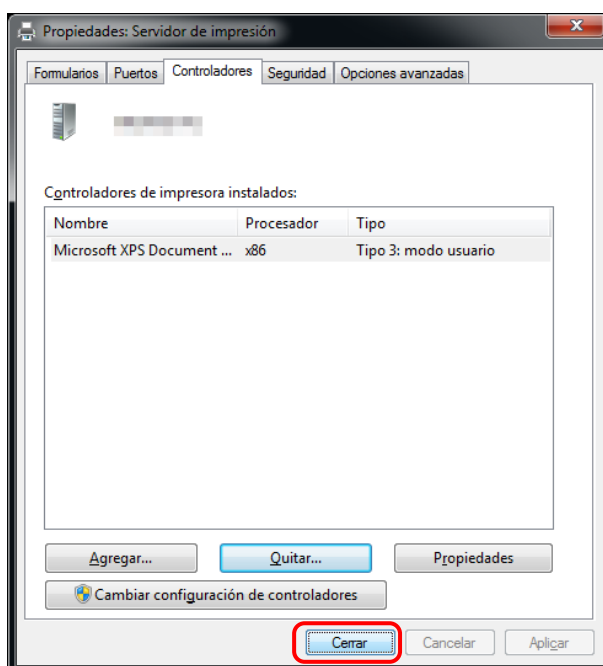 Propiedades: Servidor de impresión
Formularios Puertos Controladores Seguridad Opciones avanzadas
Controladores de impresora instalados:
Nombre Procesador Tipo
Microsoft XPS Document ... x86 Tipo 3: modo usuario
Agregar... Quitar... Propiedades
Cambiar configuración de controladores
Cerrar Cancelar Aplicar